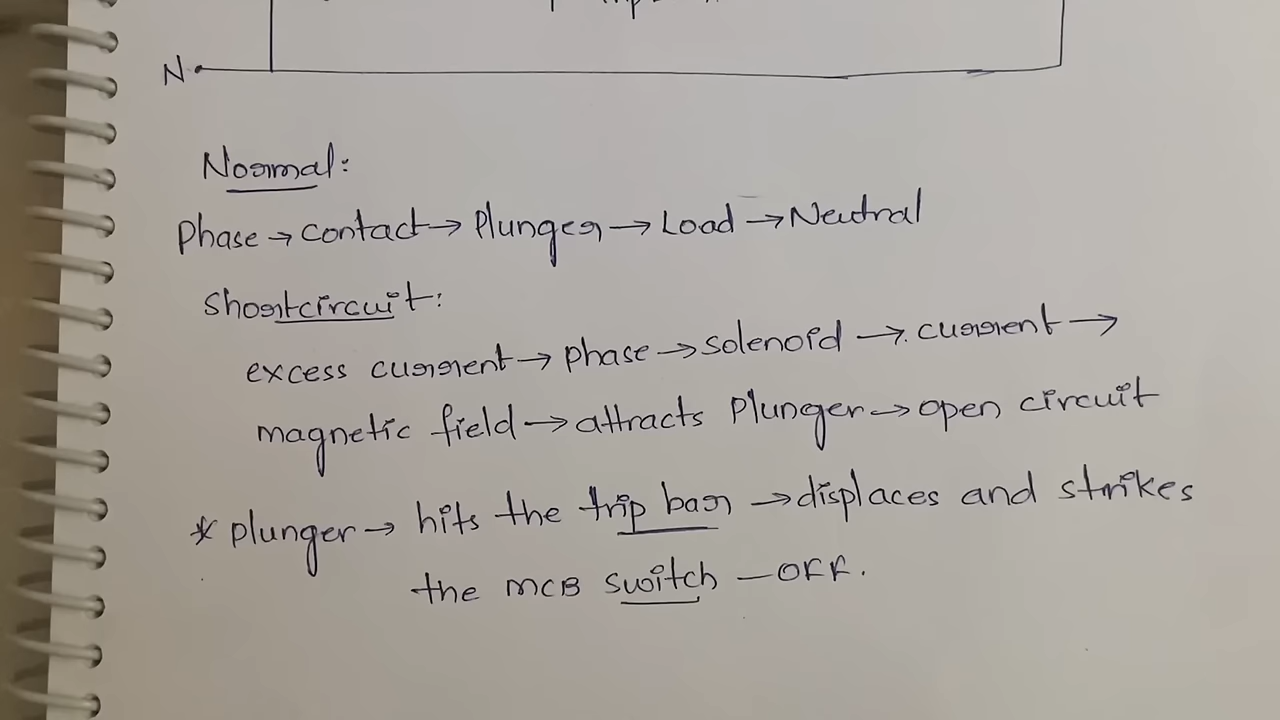 N
Normal:
Phase → contact → Plunger → Load → Neutral
Shortcircuit:
excess current → phase → solenoid → current →
magnetic field → attracts Plunger → open circuit
* plunger → hits the trip bar → displaces and strikes
the MCB switch — OFF.